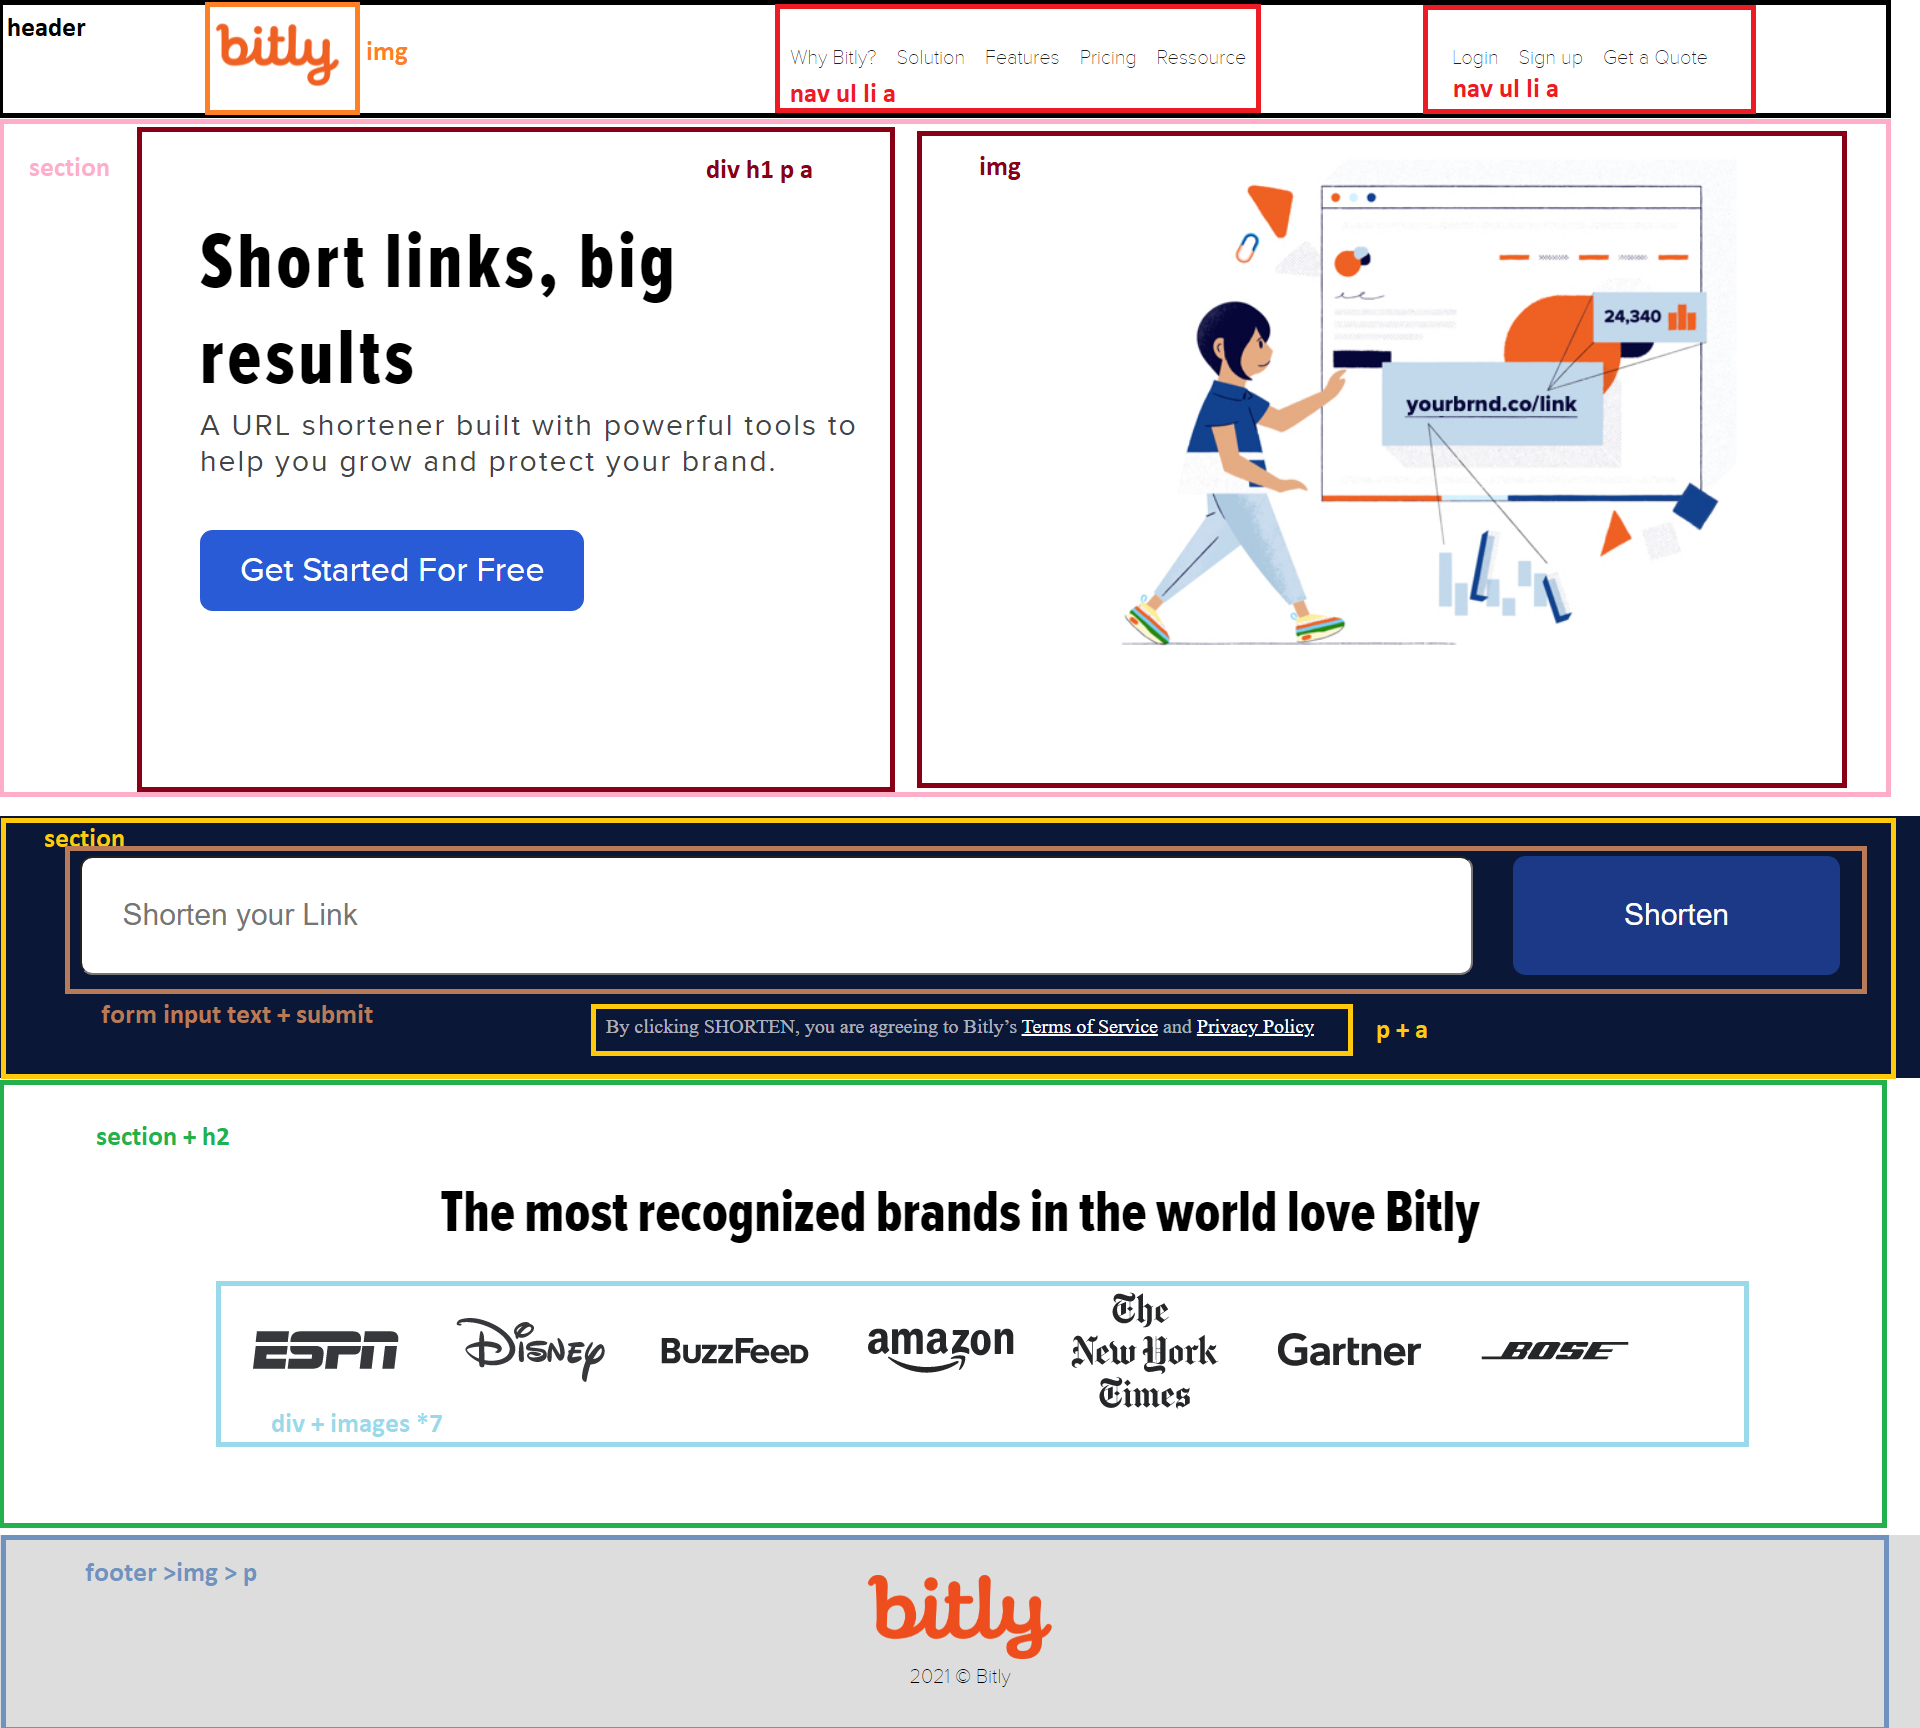 header
bitly
img
Why Bitly? Solution Features Pricing Ressource
nav ul li a
Login Sign up Get a Quote
nav ul li a
section
div h1 p a
Short links, big
results
A URL shortener built with powerful tools to
help you grow and protect your brand.
Get Started For Free
img
24,340
yourbrnd.co/link
section
Shorten your Link
Shorten
form input text + submit
By clicking SHORTEN, you are agreeing to Bitly’s Terms of Service and Privacy Policy
p + a
section + h2
The most recognized brands in the world love Bitly
ESPN
Disney
BuzzFeed
amazon
The
New York
Times
Gartner
BOSE
div + images *7
footer >img > p
bitly
2021 © Bitly